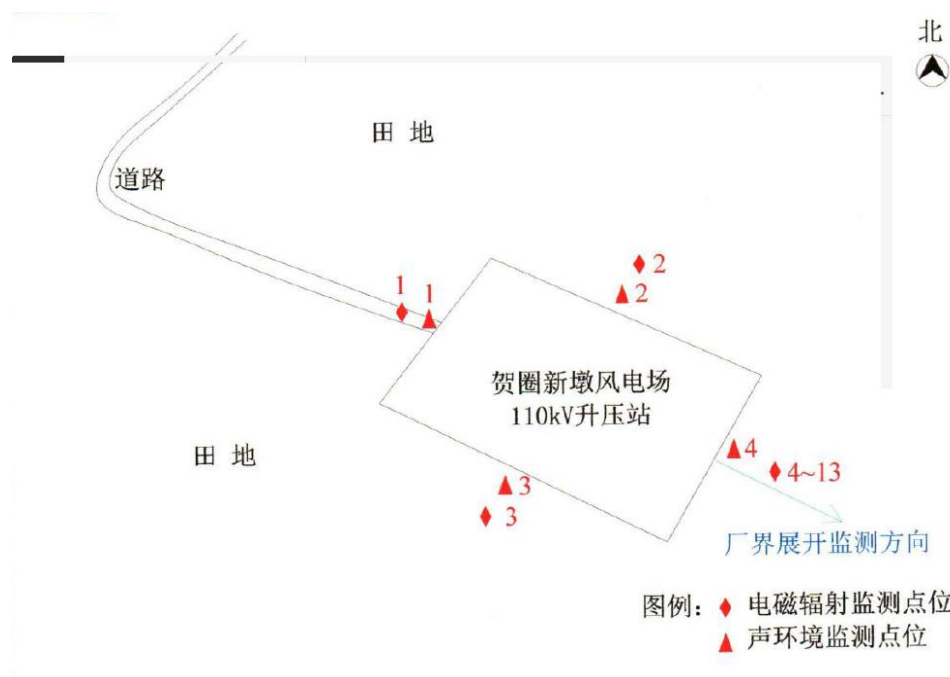 北
田 地
道路
2
1
1
2
贺圈新墩风电场
110kV升压站
4
4~13
田 地
3
3
厂界展开监测方向
图例：
电磁辐射监测点位
声环境监测点位